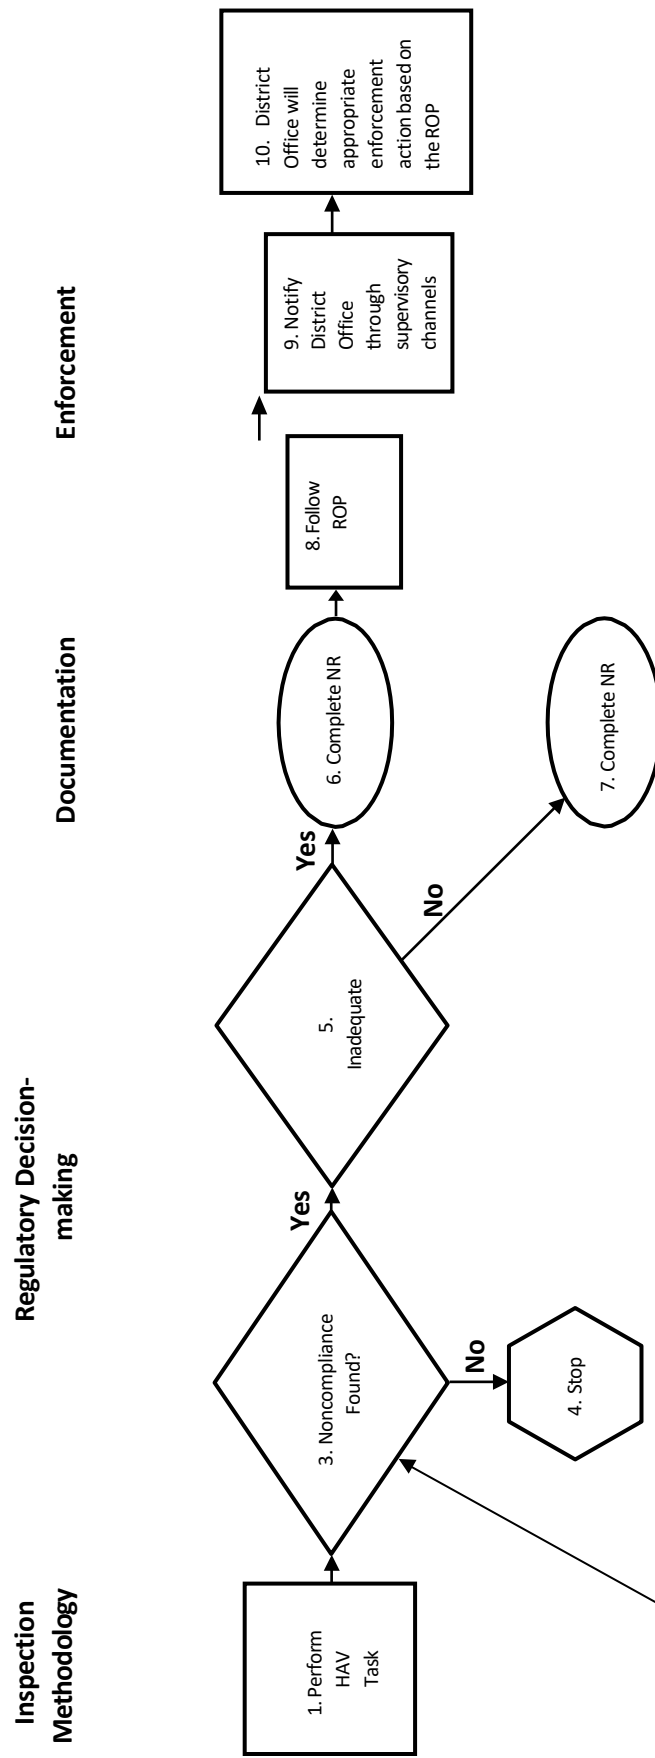 Inspection
Methodology
Regulatory Decision-
making
Documentation
Enforcement
1. Perform
HAV
Task
3. Noncompliance
Found?
Yes
No
4. Stop
5.
Inadequate
Yes
No
6. Complete NR
7. Complete NR
8. Follow
ROP
9. Notify
District
Office
through
supervisory
channels
10. District
Office will
determine
appropriate
enforcement
action based on
the ROP